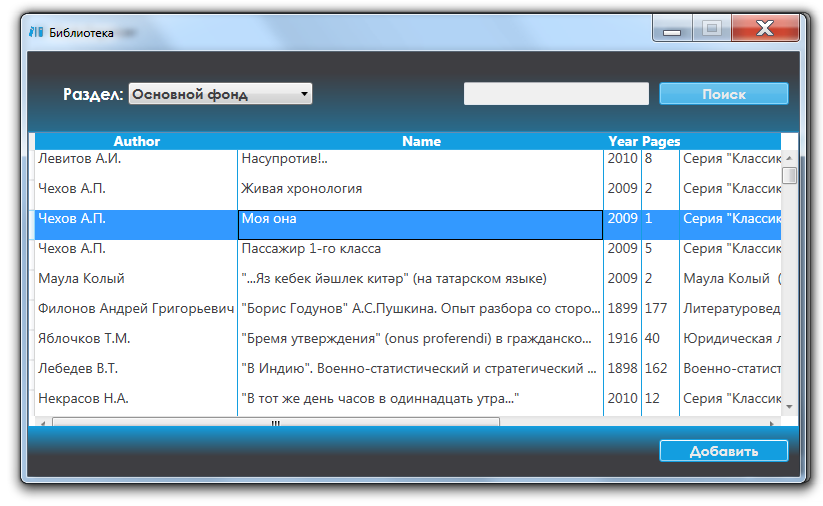 Библиотека
Раздел: Основной фонд Поиск
Author Name Year Pages
Левитов А.И. Насупротив!.. 2010 8 Серия "Классик
Чехов А.П. Живая хронология 2009 2 Серия "Классик
Чехов А.П. Моя она 2009 1 Серия "Классик
Чехов А.П. Пассажир 1-го класса 2009 5 Серия "Классик
Маула Колый "...Яз кебек йәшлек китәр" (на татарском языке) 2009 2 Маула Колый (
Филонов Андрей Григорьевич "Борис Годунов" А.С.Пушкина. Опыт разбора со сторо... 1899 177 Литературовед
Яблочков Т.М. "Бремя утверждения" (onus proferendi) в гражданско... 1916 40 Юридическая л
Лебедев В.Т. "В Индию". Военно-статистический и стратегический ... 1898 162 Военно-статист
Некрасов Н.А. "В тот же день часов в одиннадцать утра..." 2010 12 Серия "Классик
Добавить